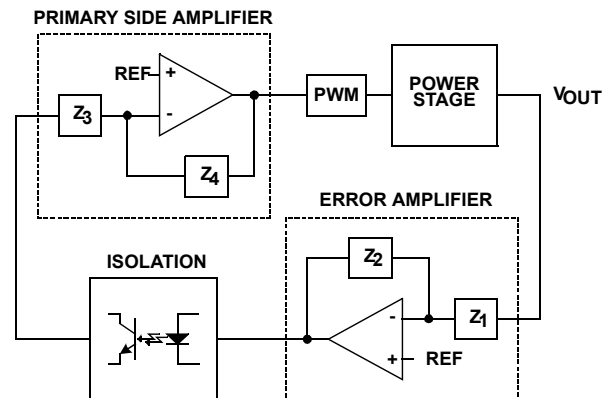 PRIMARY SIDE AMPLIFIER
REF
+
-
Z3
Z4
PWM
POWER
STAGE
VOUT
ERROR AMPLIFIER
ISOLATION
Z2
-
Z1
+
REF